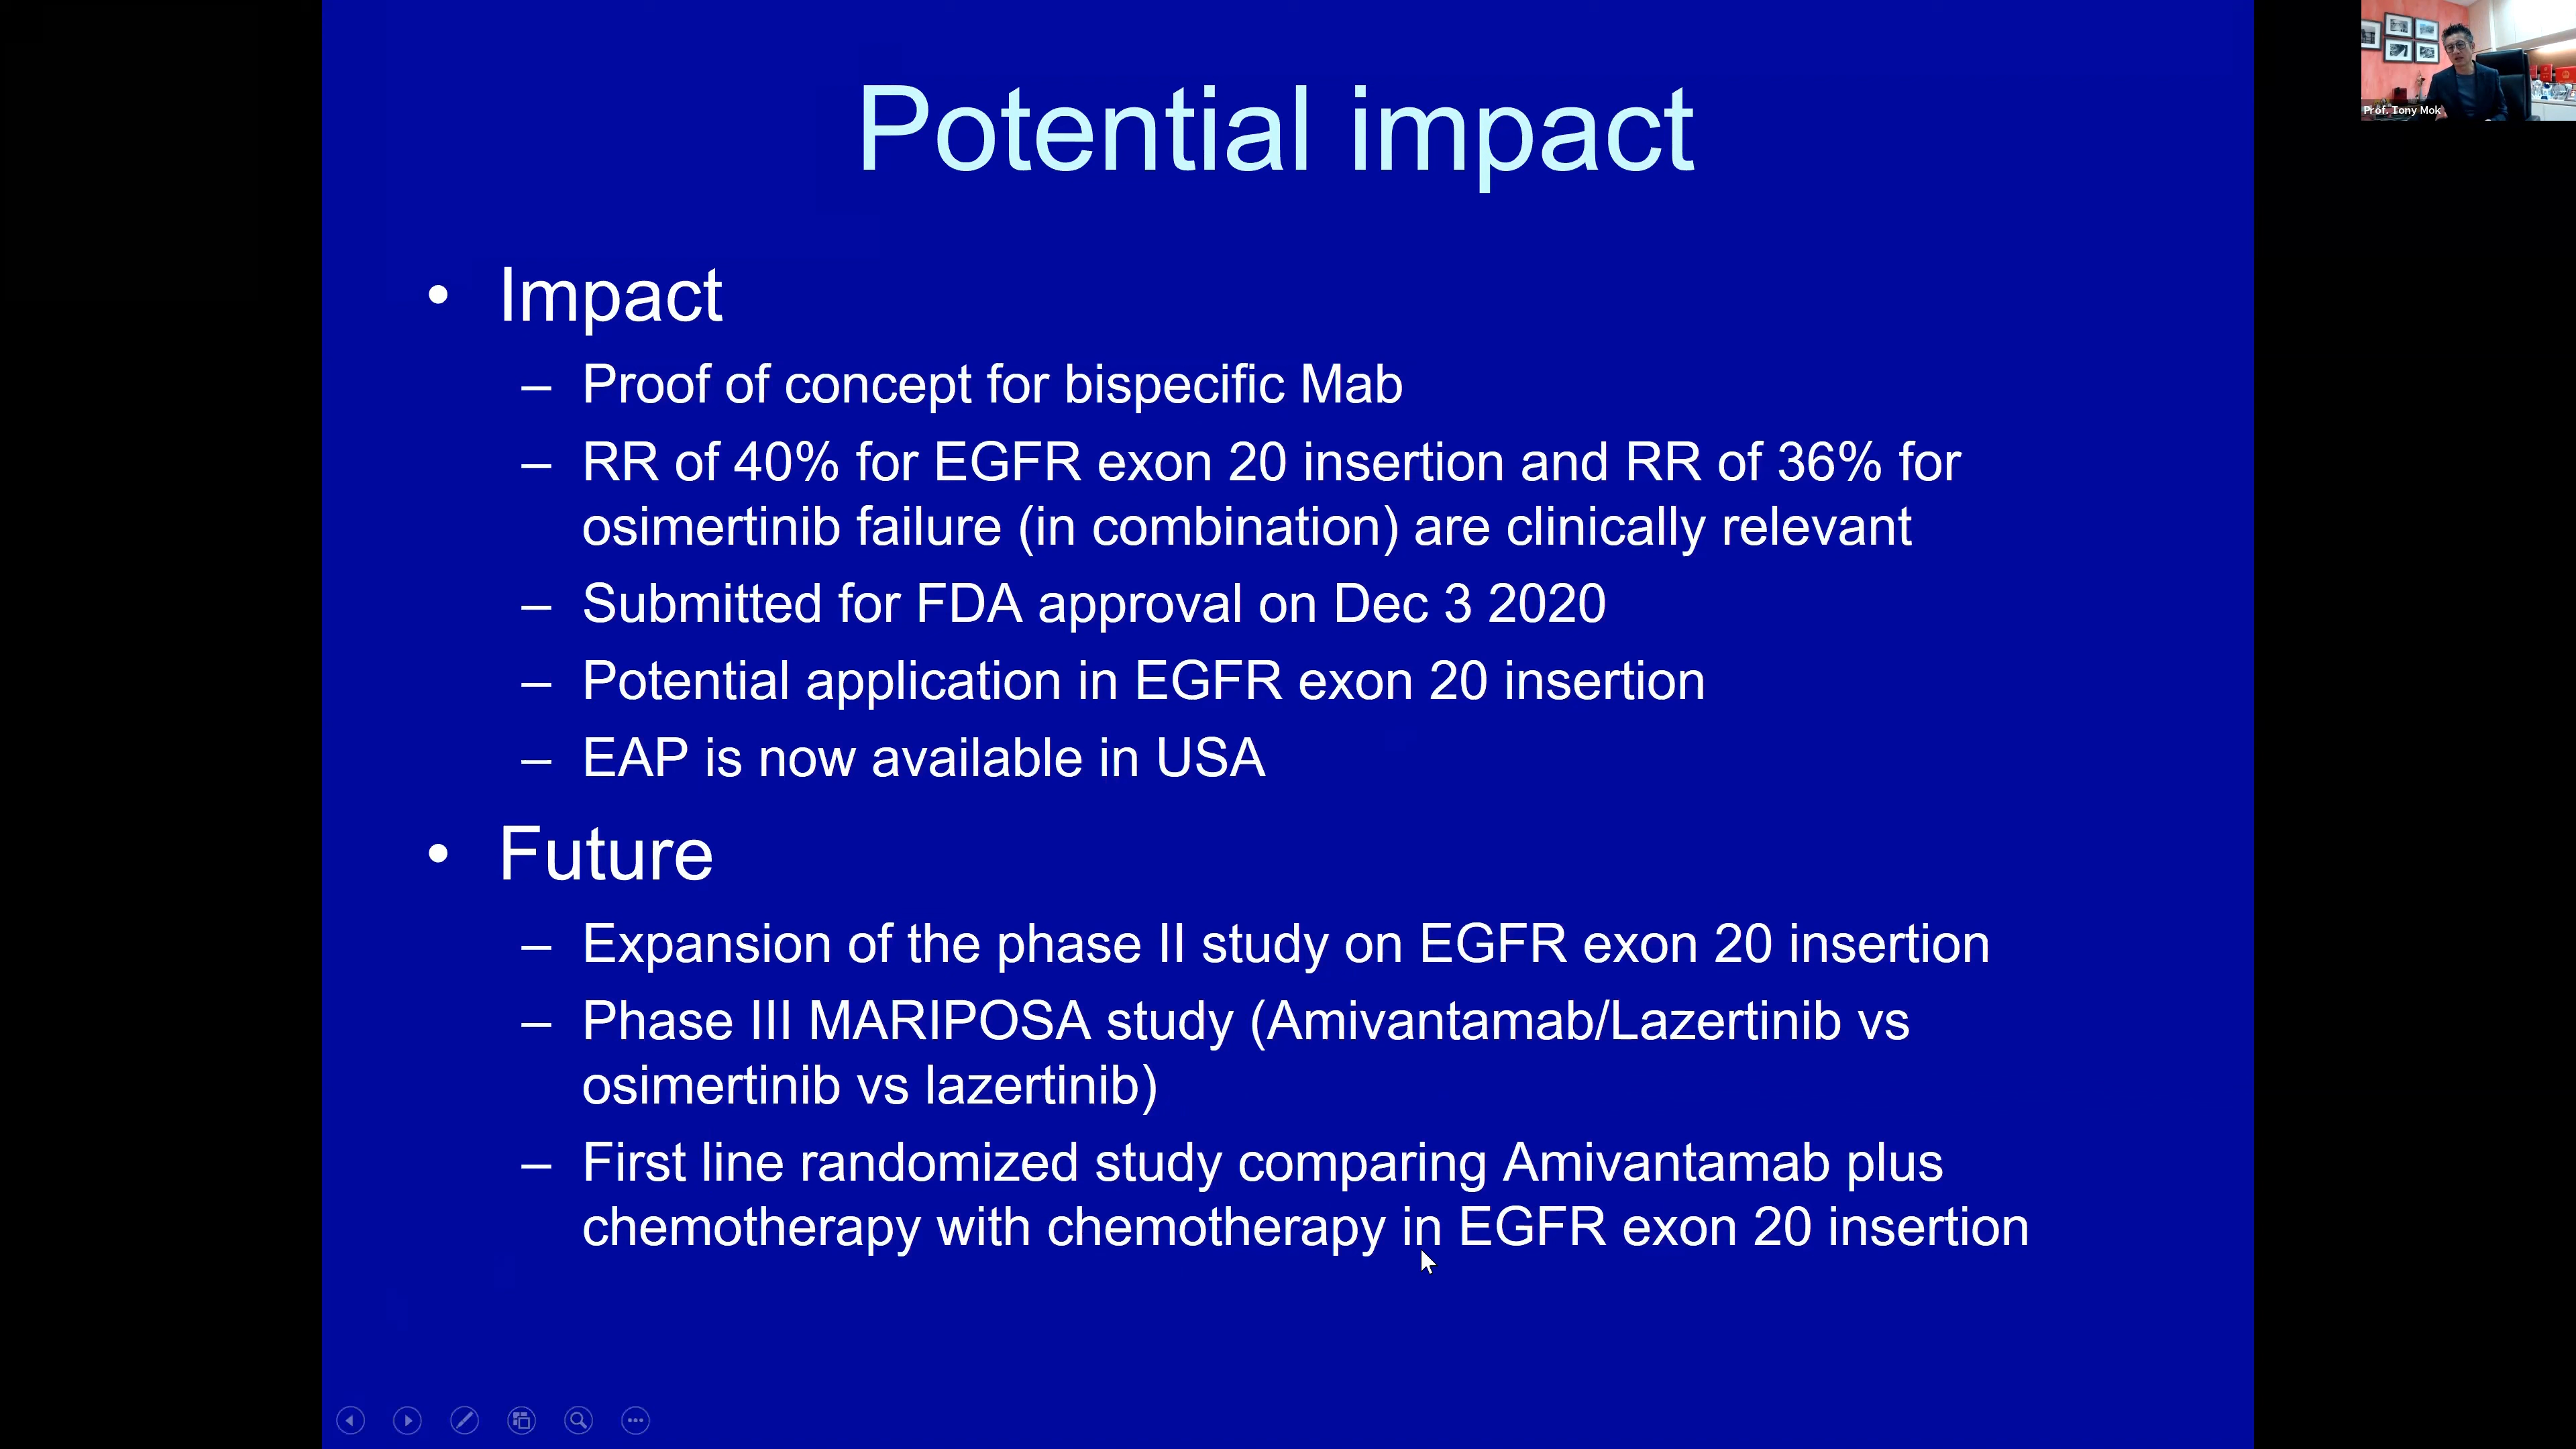 Potential impact
Prof. Tony Mok
• Impact
– Proof of concept for bispecific Mab
– RR of 40% for EGFR exon 20 insertion and RR of 36% for
osimertinib failure (in combination) are clinically relevant
– Submitted for FDA approval on Dec 3 2020
– Potential application in EGFR exon 20 insertion
– EAP is now available in USA
• Future
– Expansion of the phase II study on EGFR exon 20 insertion
– Phase III MARIPOSA study (Amivantamab/Lazertinib vs
osimertinib vs lazertinib)
– First line randomized study comparing Amivantamab plus
chemotherapy with chemotherapy in EGFR exon 20 insertion